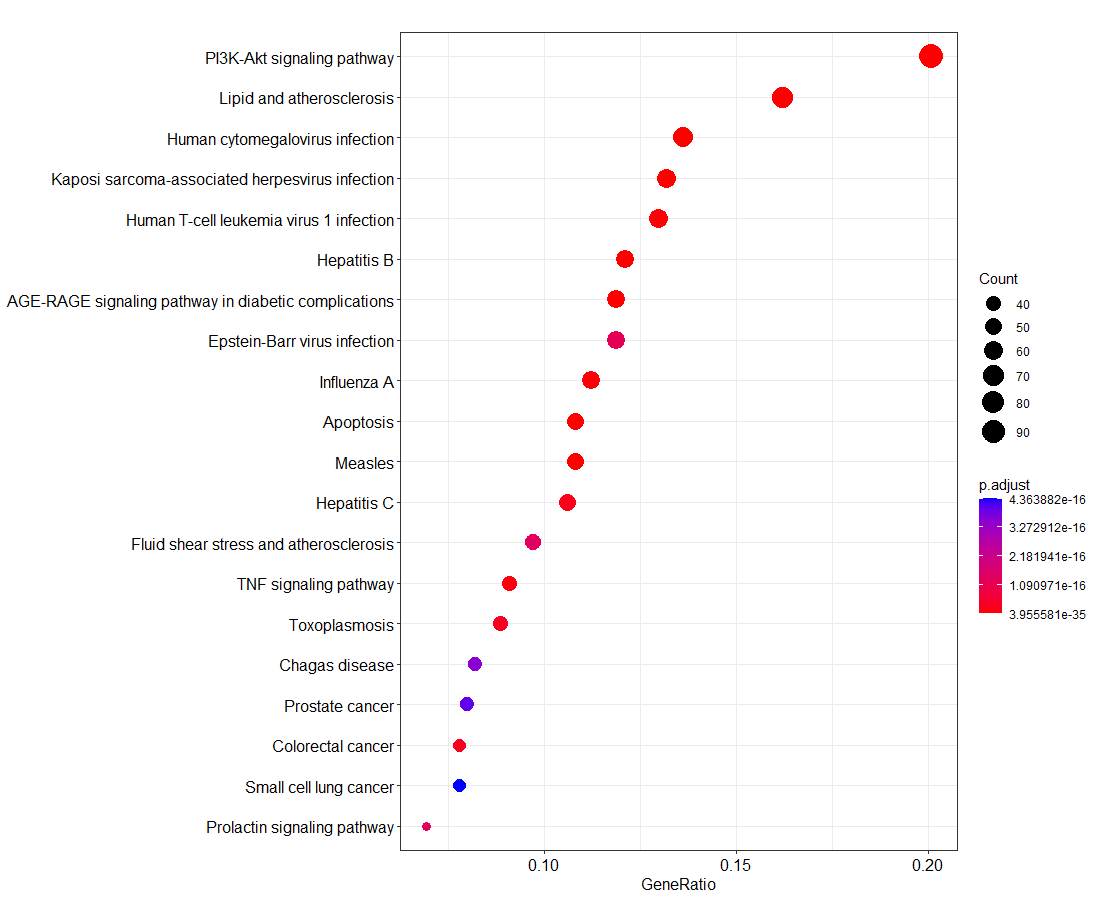 PI3K-Akt signaling pathway
Lipid and atherosclerosis
Human cytomegalovirus infection
Kaposi sarcoma-associated herpesvirus infection
Human T-cell leukemia virus 1 infection
Hepatitis B
AGE-RAGE signaling pathway in diabetic complications
Epstein-Barr virus infection
Influenza A
Apoptosis
Measles
Hepatitis C
Fluid shear stress and atherosclerosis
TNF signaling pathway
Toxoplasmosis
Chagas disease
Prostate cancer
Colorectal cancer
Small cell lung cancer
Prolactin signaling pathway
0.10
0.15
0.20
GeneRatio
Count
40
50
60
70
80
90
p.adjust
4.363882e-16
3.272912e-16
2.181941e-16
1.090971e-16
3.955581e-35